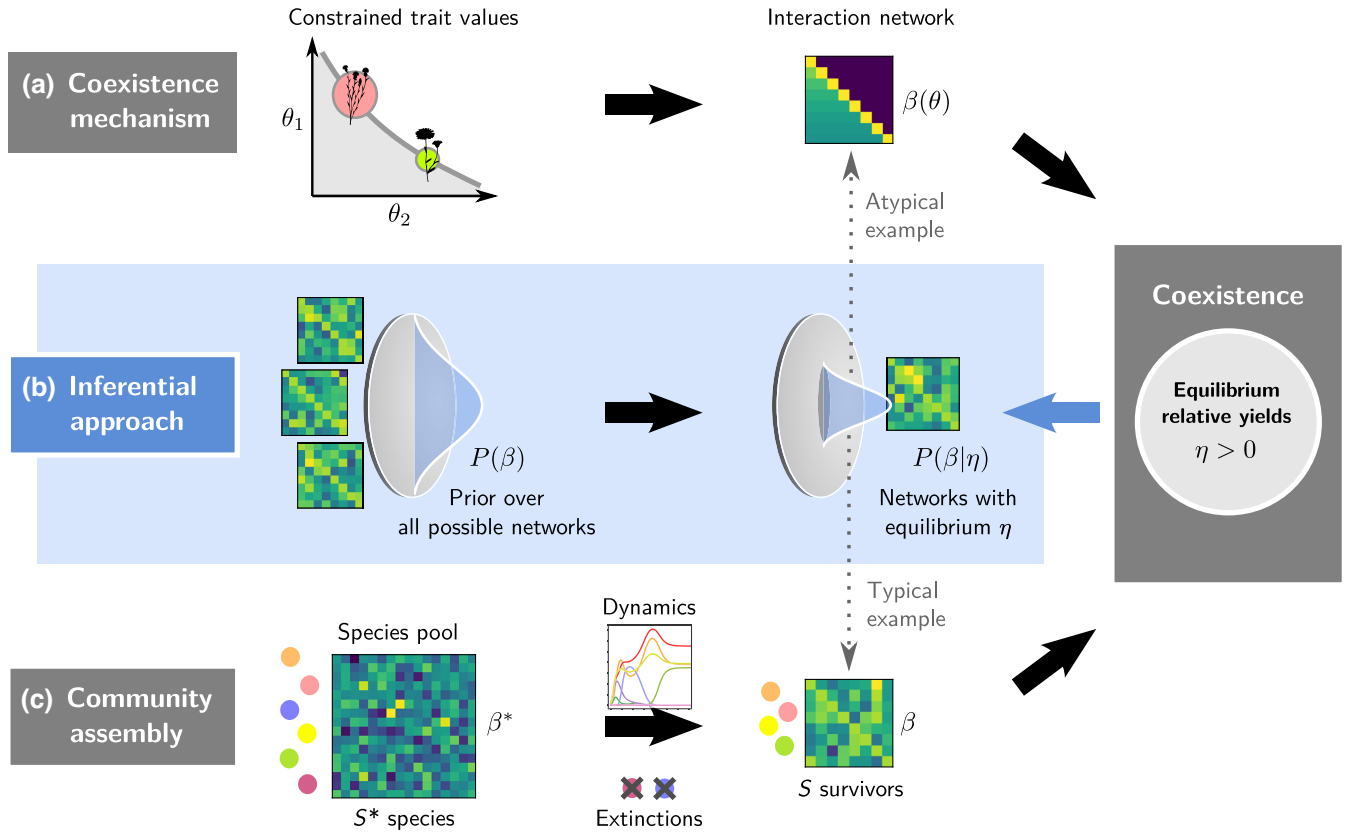 Constrained trait values
Interaction network
(a) Coexistence
mechanism
θ1
θ2
β(θ)
Atypical
example
Coexistence
Equilibrium
relative yields
η > 0
(b) Inferential
approach
P(β)
Prior over
all possible networks
P(β|η)
Networks with
equilibrium η
Typical
example
Dynamics
Species pool
(c) Community
assembly
β*
β
S* species
Extinctions
S survivors